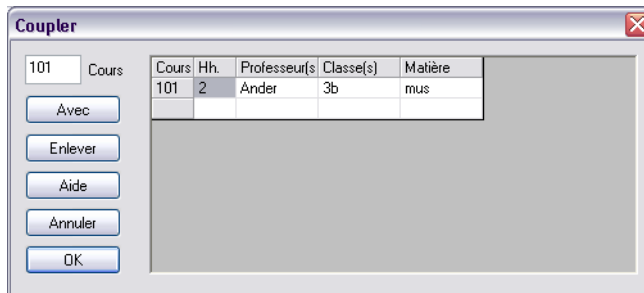 Coupler
101 Cours
Avec
Enlever
Aide
Annuler
OK
Cours Hh. Professeur(s Classe(s) Matière
101 2 Ander 3b mus